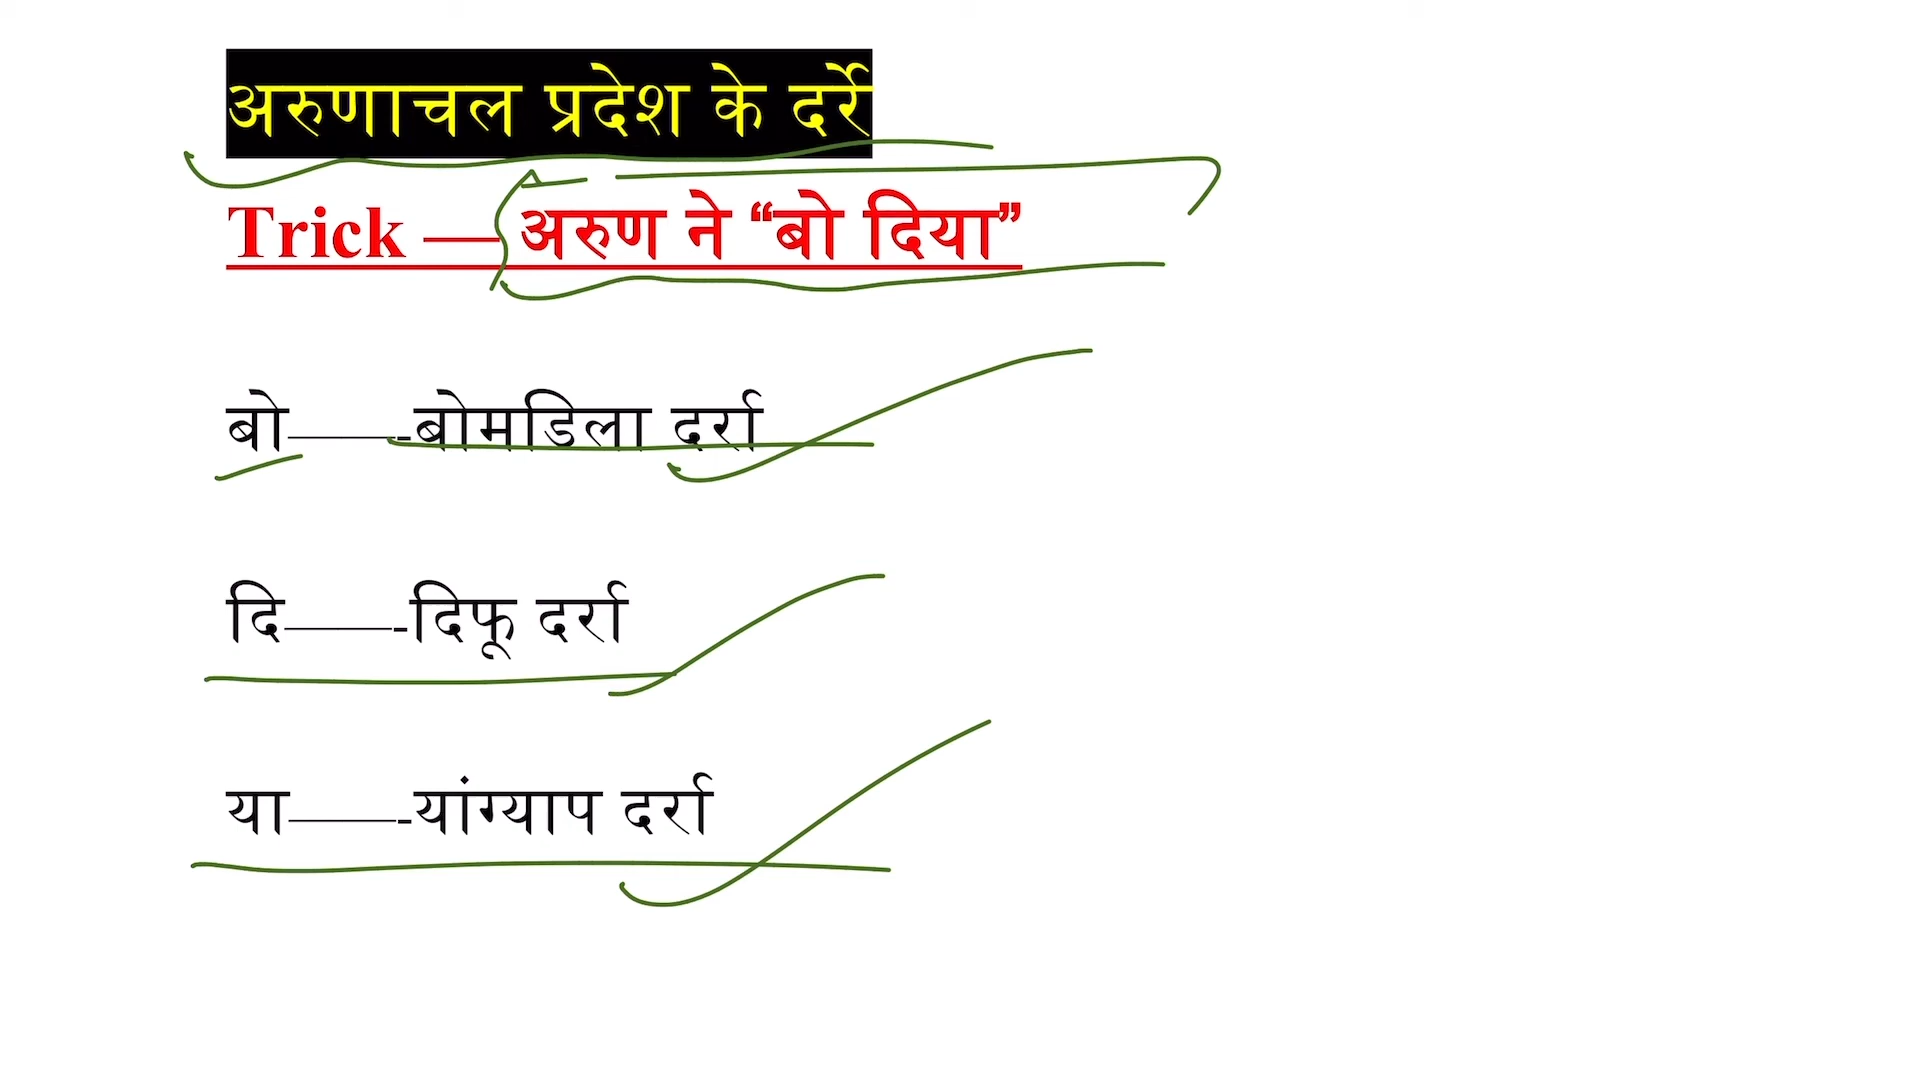 अरुणाचल प्रदेश के दर्रे
Trick — अरुण ने “बो दिया”
बो——-बोमडिला दर्रा
दि——-दिफू दर्रा
या——-यांग्याप दर्रा